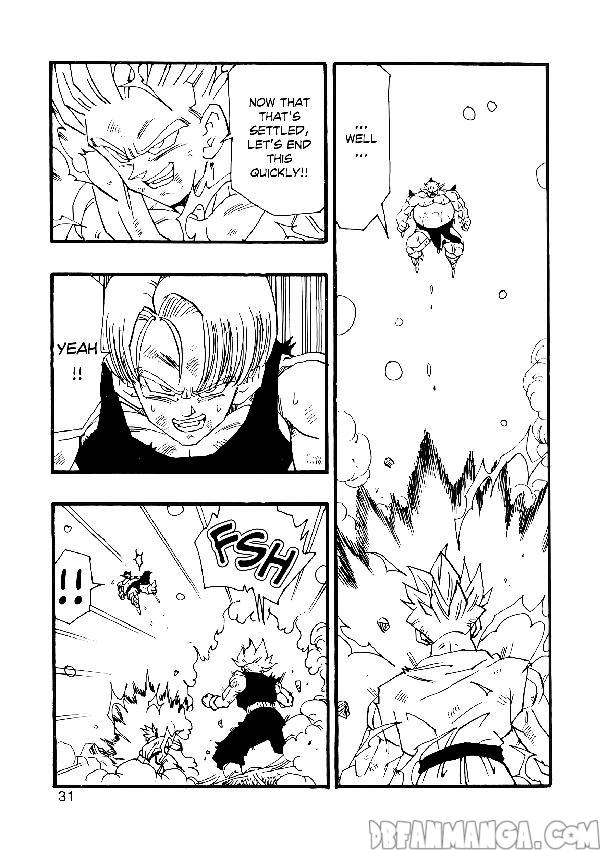 ...
WELL
...
NOW THAT
THAT'S
SETTLED,
LET'S END
THIS
QUICKLY!!
YEAH
!!
FSH
!!
31
DBFANMANGA.COM